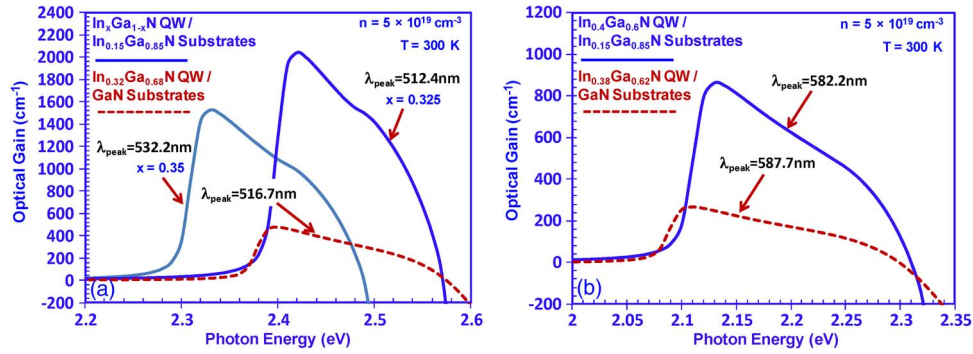 InxGa1-xN QW /
In0.15Ga0.85N Substrates
In0.32Ga0.68N QW /
GaN Substrates
n = 5 × 10^19 cm-3
T = 300 K
λpeak=512.4nm
x = 0.325
λpeak=532.2nm
x = 0.35
λpeak=516.7nm
Optical Gain (cm-1)
2400
2200
2000
1800
1600
1400
1200
1000
800
600
400
200
0
-200
(a)
2.2
2.3
2.4
2.5
2.6
Photon Energy (eV)
In0.4Ga0.6N QW /
In0.15Ga0.85N Substrates
In0.38Ga0.62N QW /
GaN Substrates
n = 5 × 10^19 cm-3
T = 300 K
λpeak=582.2nm
λpeak=587.7nm
Optical Gain (cm-1)
1200
1000
800
600
400
200
0
-200
(b)
2
2.05
2.1
2.15
2.2
2.25
2.3
2.35
Photon Energy (eV)